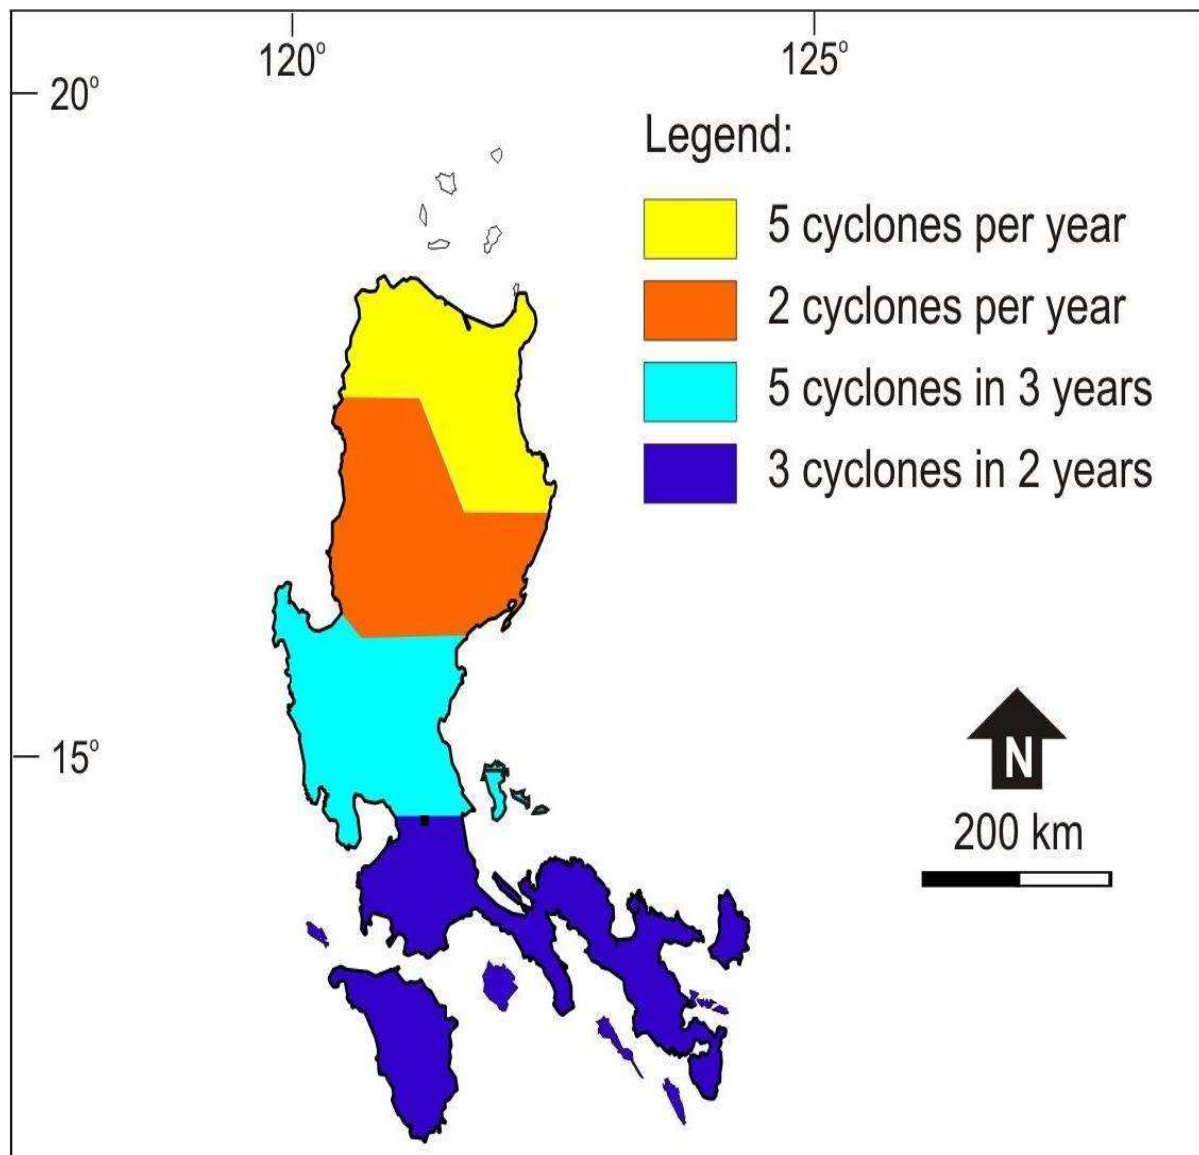 120° 125°
20°
Legend:
5 cyclones per year
2 cyclones per year
5 cyclones in 3 years
3 cyclones in 2 years
15°
N
200 km